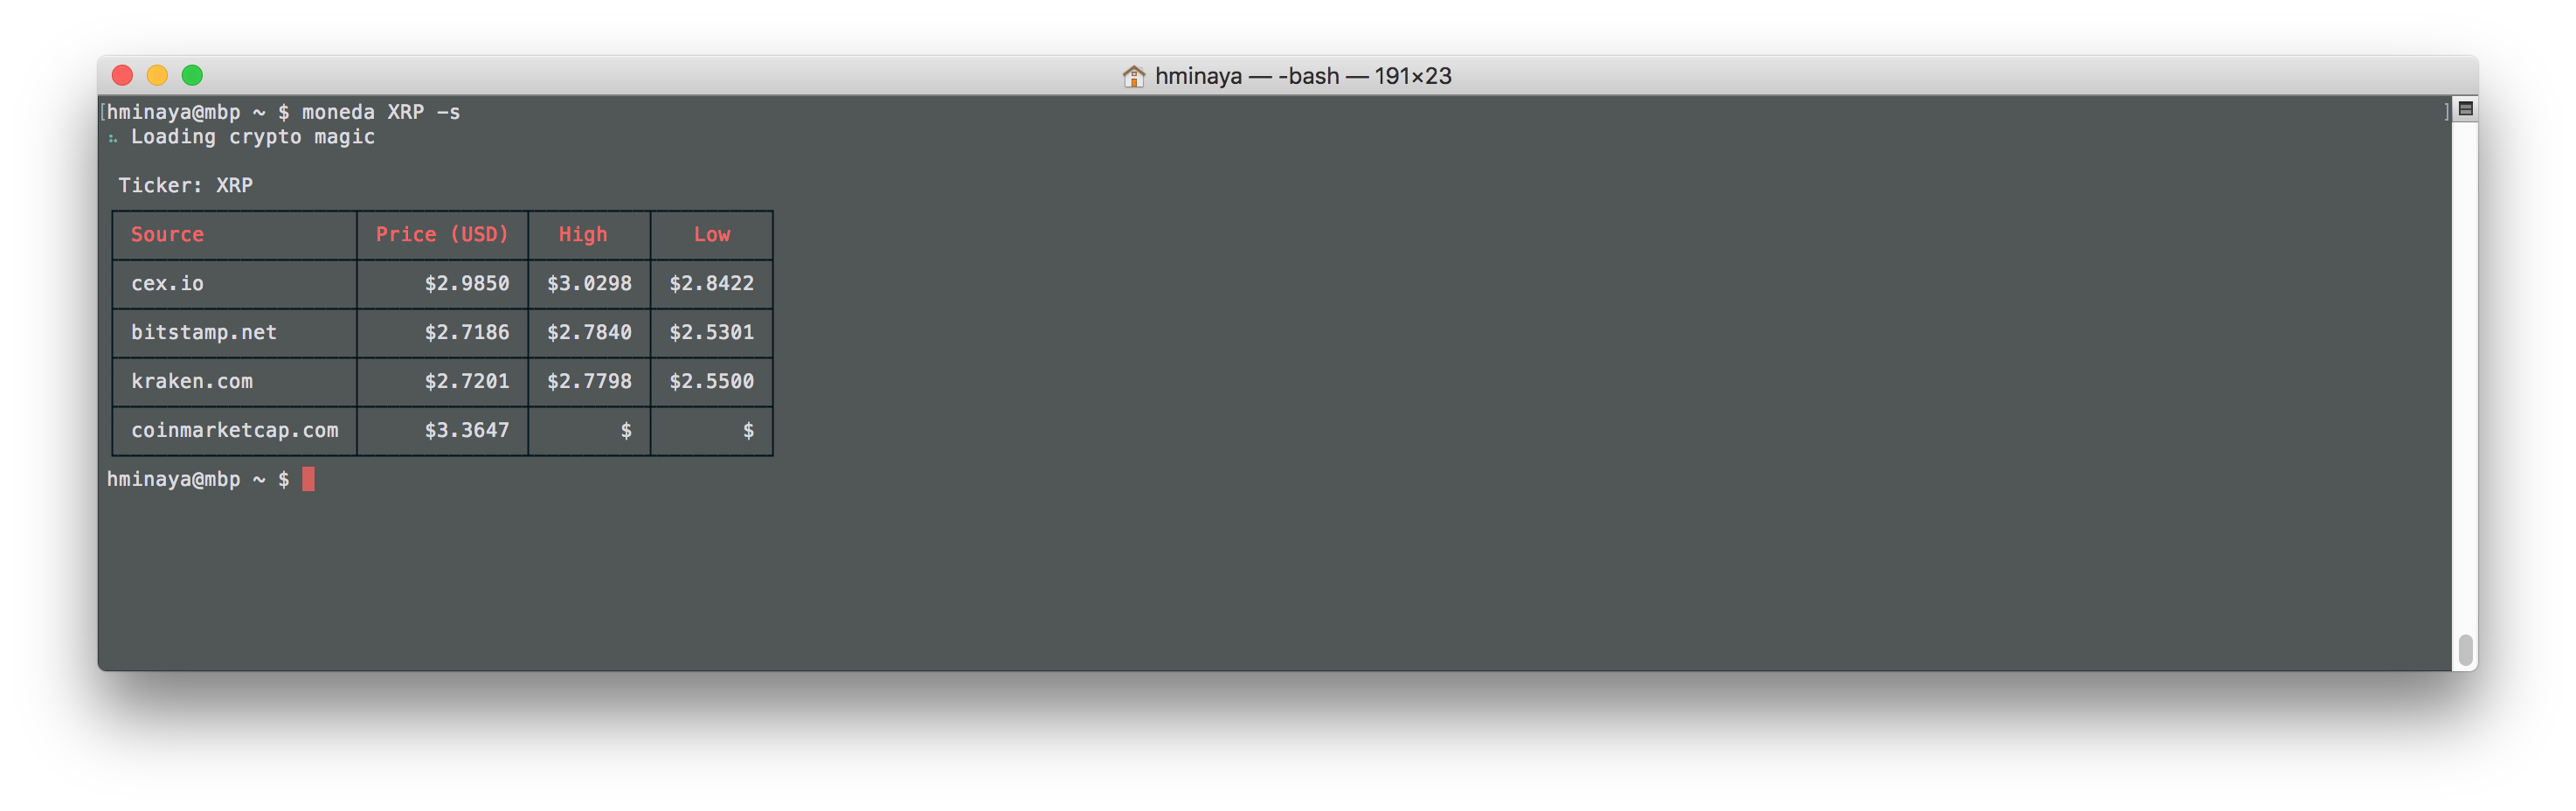 hminaya — -bash — 191×23
[hminaya@mbp ~ $ moneda XRP -s ]
⠦ Loading crypto magic
Ticker: XRP
Source Price (USD) High Low
cex.io $2.9850 $3.0298 $2.8422
bitstamp.net $2.7186 $2.7840 $2.5301
kraken.com $2.7201 $2.7798 $2.5500
coinmarketcap.com $3.3647 $ $
hminaya@mbp ~ $